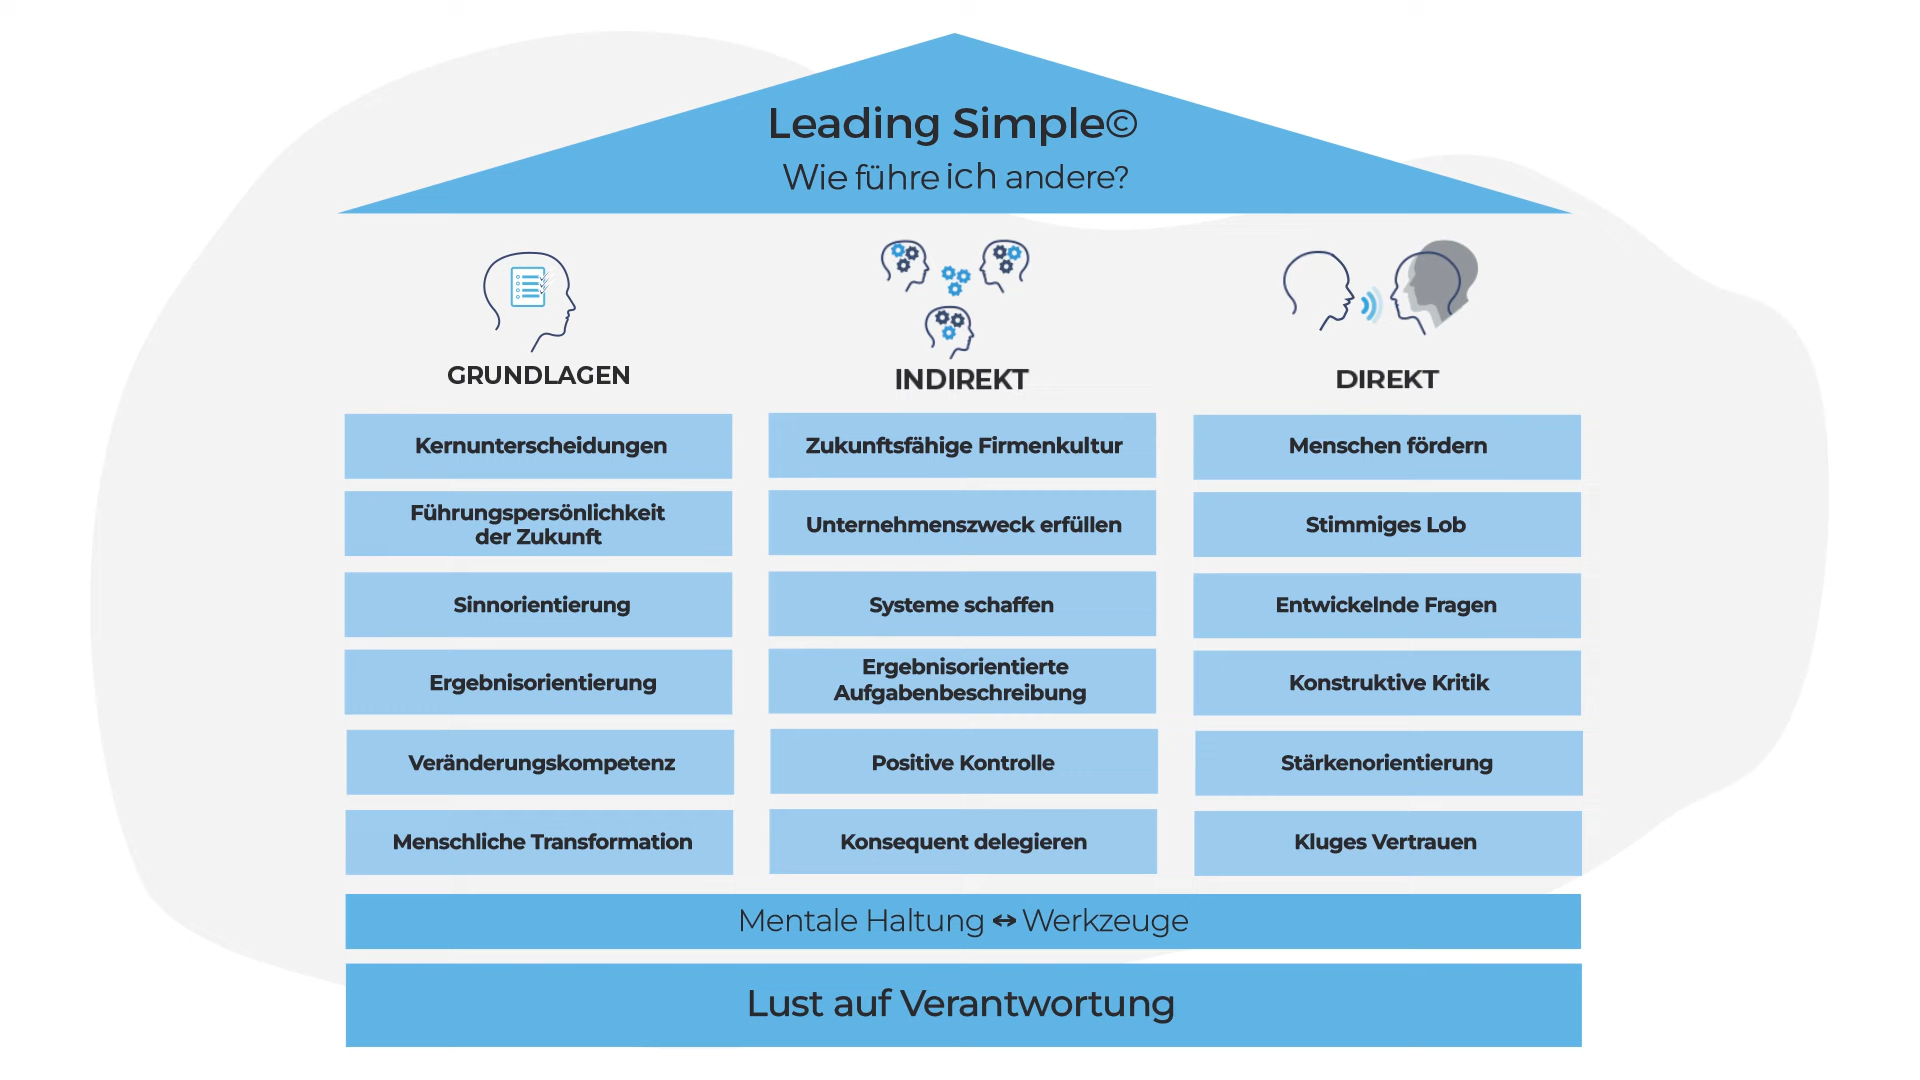 Leading Simple©
Wie führe ich andere?
GRUNDLAGEN
Kernunterscheidungen
Führungspersönlichkeit
der Zukunft
Sinnorientierung
Ergebnisorientierung
Veränderungskompetenz
Menschliche Transformation
INDIREKT
Zukunftsfähige Firmenkultur
Unternehmenszweck erfüllen
Systeme schaffen
Ergebnisorientierte
Aufgabenbeschreibung
Positive Kontrolle
Konsequent delegieren
DIREKT
Menschen fördern
Stimmiges Lob
Entwickelnde Fragen
Konstruktive Kritik
Stärkenorientierung
Kluges Vertrauen
Mentale Haltung ↔ Werkzeuge
Lust auf Verantwortung